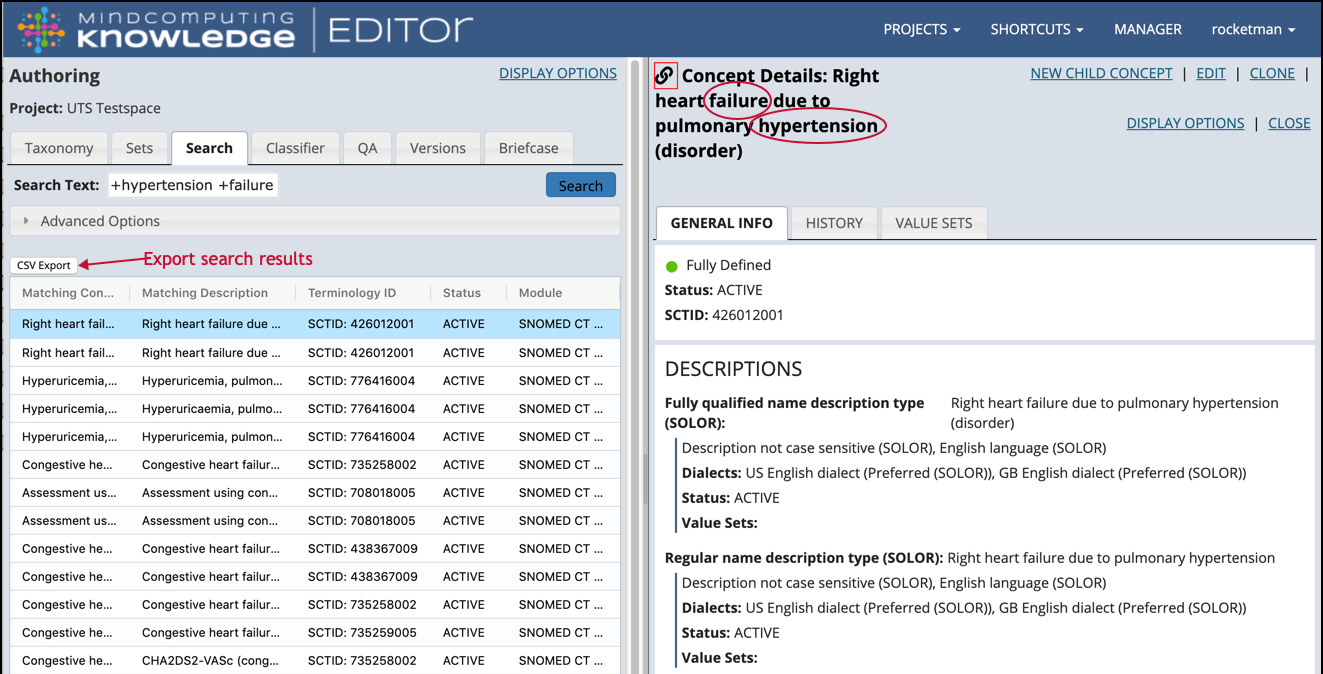 MINDCOMPUTING
KNOWLEDGE EDITOR
PROJECTS SHORTCUTS MANAGER rocketman
Authoring DISPLAY OPTIONS
Project: UTS Testspace
Taxonomy Sets Search Classifier QA Versions Briefcase
Search Text: +hypertension +failure Search
Advanced Options
CSV Export Export search results
Matching Con... Matching Description Terminology ID Status Module
Right heart fail... Right heart failure due ... SCTID: 426012001 ACTIVE SNOMED CT ...
Right heart fail... Right heart failure due ... SCTID: 426012001 ACTIVE SNOMED CT ...
Hyperuricemia,... Hyperuricemia, pulmon... SCTID: 776416004 ACTIVE SNOMED CT ...
Hyperuricemia,... Hyperuricaemia, pulmo... SCTID: 776416004 ACTIVE SNOMED CT ...
Hyperuricemia,... Hyperuricemia, pulmon... SCTID: 776416004 ACTIVE SNOMED CT ...
Congestive he... Congestive heart failur... SCTID: 735258002 ACTIVE SNOMED CT ...
Assessment us... Assessment using con... SCTID: 708018005 ACTIVE SNOMED CT ...
Assessment us... Assessment using con... SCTID: 708018005 ACTIVE SNOMED CT ...
Congestive he... Congestive heart failur... SCTID: 438367009 ACTIVE SNOMED CT ...
Congestive he... Congestive heart failur... SCTID: 438367009 ACTIVE SNOMED CT ...
Congestive he... Congestive heart failur... SCTID: 735258002 ACTIVE SNOMED CT ...
Congestive he... Congestive heart failur... SCTID: 735259005 ACTIVE SNOMED CT ...
Congestive he... CHA2DS2-VASc (cong... SCTID: 735258002 ACTIVE SNOMED CT ...
Concept Details: Right
heart failure due to
pulmonary hypertension
(disorder)
NEW CHILD CONCEPT | EDIT | CLONE |
DISPLAY OPTIONS | CLOSE
GENERAL INFO HISTORY VALUE SETS
Fully Defined
Status: ACTIVE
SCTID: 426012001
DESCRIPTIONS
Fully qualified name description type Right heart failure due to pulmonary hypertension
(SOLOR): (disorder)
Description not case sensitive (SOLOR), English language (SOLOR)
Dialects: US English dialect (Preferred (SOLOR)), GB English dialect (Preferred (SOLOR))
Status: ACTIVE
Value Sets:
Regular name description type (SOLOR): Right heart failure due to pulmonary hypertension
Description not case sensitive (SOLOR), English language (SOLOR)
Dialects: US English dialect (Preferred (SOLOR)), GB English dialect (Preferred (SOLOR))
Status: ACTIVE
Value Sets: